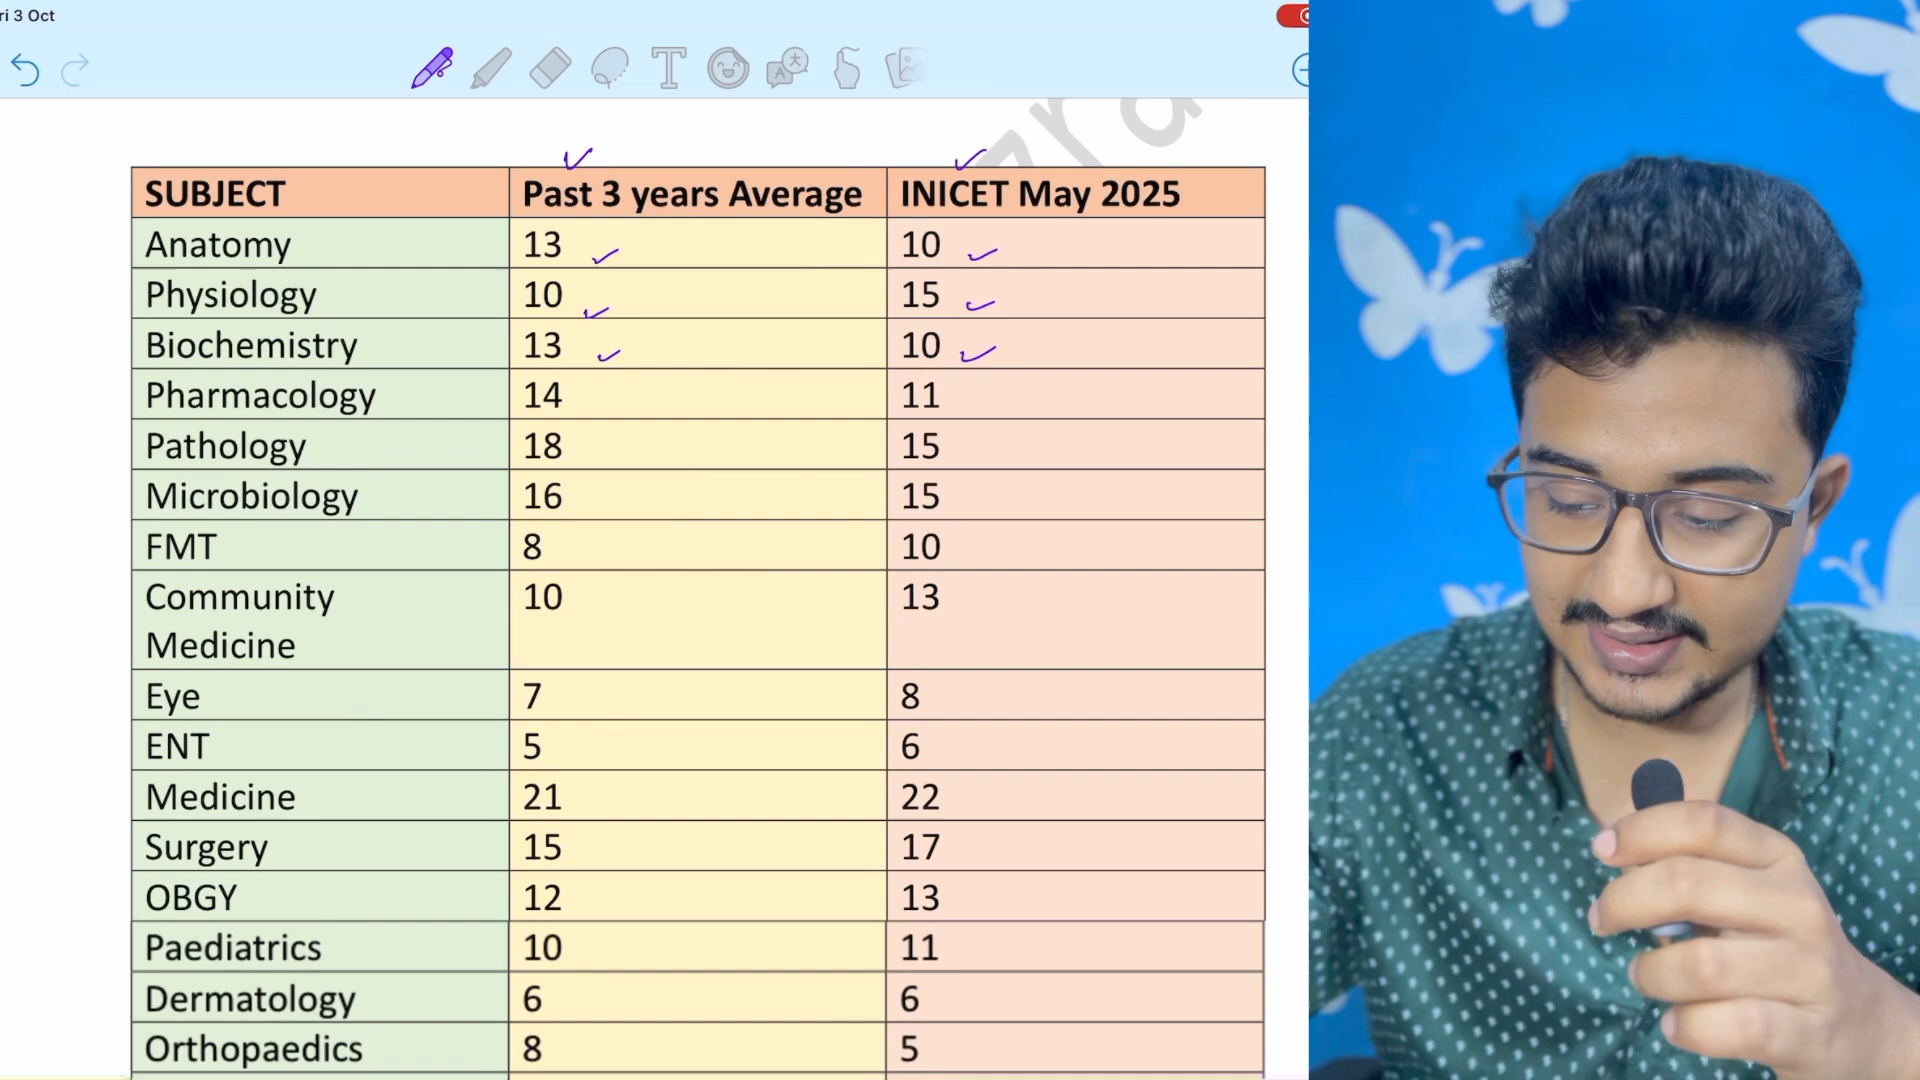 ri 3 Oct
zra
SUBJECT Past 3 years Average INICET May 2025
Anatomy 13 10
Physiology 10 15
Biochemistry 13 10
Pharmacology 14 11
Pathology 18 15
Microbiology 16 15
FMT 8 10
Community 10 13
Medicine
Eye 7 8
ENT 5 6
Medicine 21 22
Surgery 15 17
OBGY 12 13
Paediatrics 10 11
Dermatology 6 6
Orthopaedics 8 5